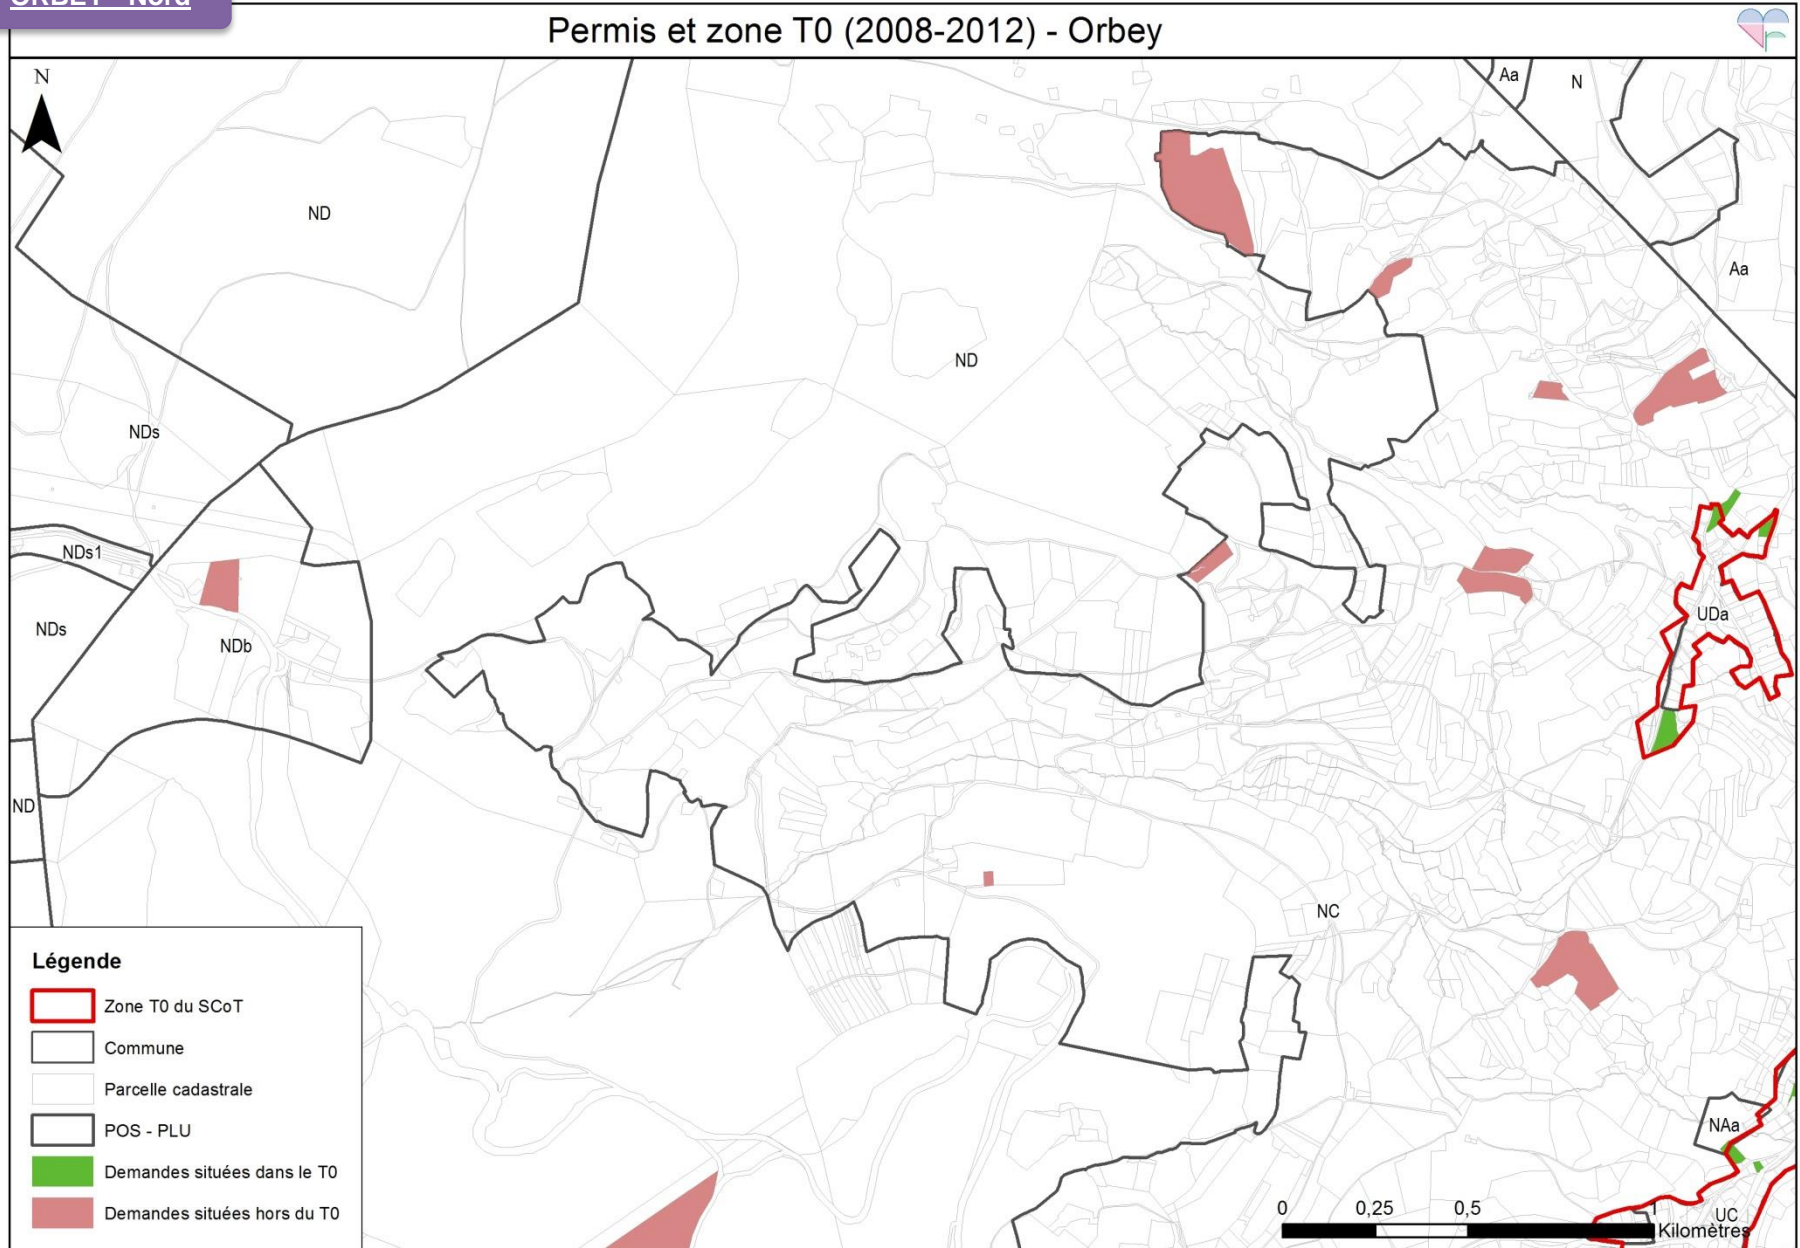 ORBEY - Nord
Permis et zone T0 (2008-2012) - Orbey
N
Aa
N
ND
Aa
ND
NDs
NDs1
NDs
NDb
UDa
ND
NC
NAa
UC
Légende
Zone T0 du SCoT
Commune
Parcelle cadastrale
POS - PLU
Demandes situées dans le T0
Demandes situées hors du T0
0 0,25 0,5 1
Kilomètres